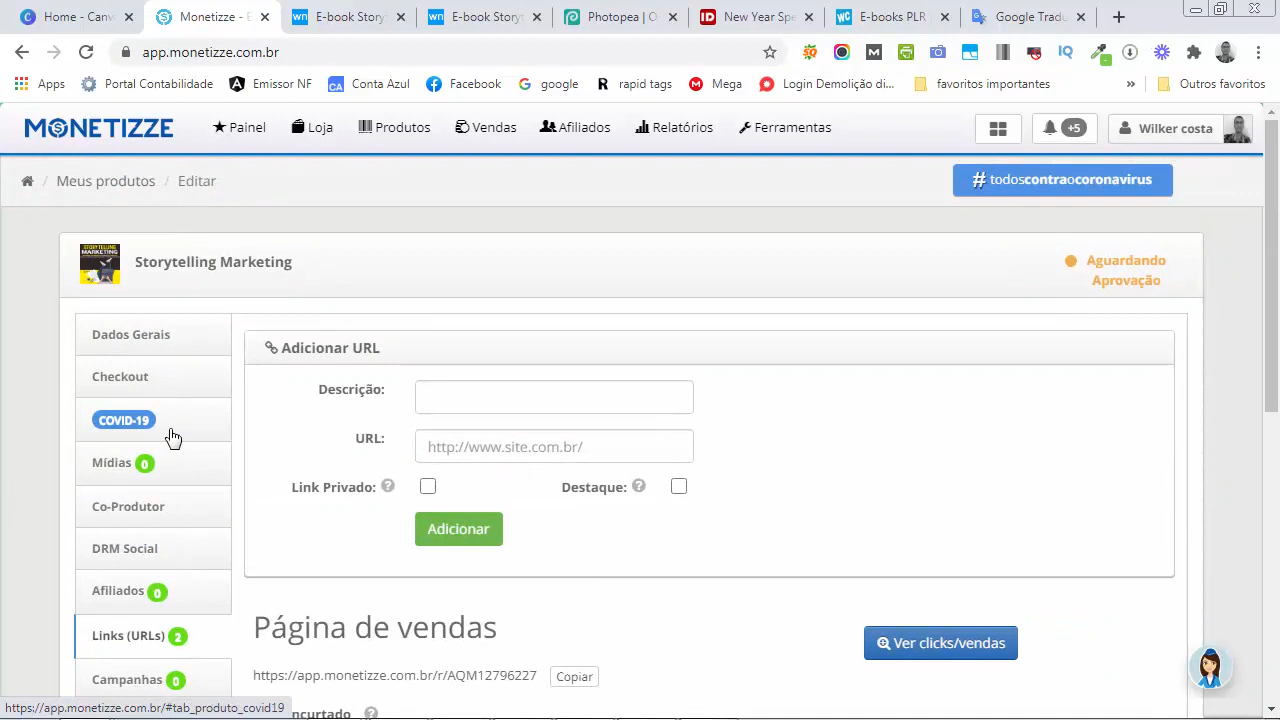 Home - Canv
Monetizze - E
E-book Story
E-book Story
Photopea | O
New Year Spe
E-books PLR
Google Tradu
app.monetizze.com.br
Apps
Portal Contabilidade
Emissor NF
Conta Azul
Facebook
google
rapid tags
Mega
Login Demolição di...
favoritos importantes
»
Outros favoritos
MONETIZZE
Painel
Loja
Produtos
Vendas
Afiliados
Relatórios
Ferramentas
+5
Wilker costa
/ Meus produtos / Editar
# todoscontraocoronavirus
Storytelling Marketing
Aguardando
Aprovação
Dados Gerais
Checkout
COVID-19
Mídias 0
Co-Produtor
DRM Social
Afiliados 0
Links (URLs) 2
Campanhas 0
Adicionar URL
Descrição:
URL: http://www.site.com.br/
Link Privado: ?
Destaque: ?
Adicionar
Página de vendas
Ver clicks/vendas
https://app.monetizze.com.br/r/AQM12796227 Copiar
ncurtado ?
https://app.monetizze.com.br/#tab_produto_covid19